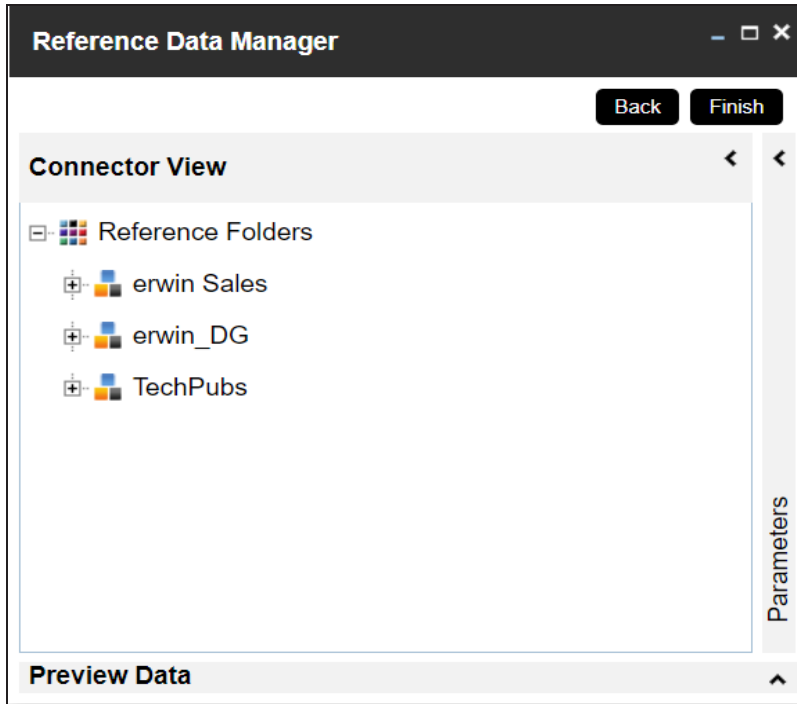 Reference Data Manager
Back Finish
Connector View
Reference Folders
erwin Sales
erwin_DG
TechPubs
Parameters
Preview Data